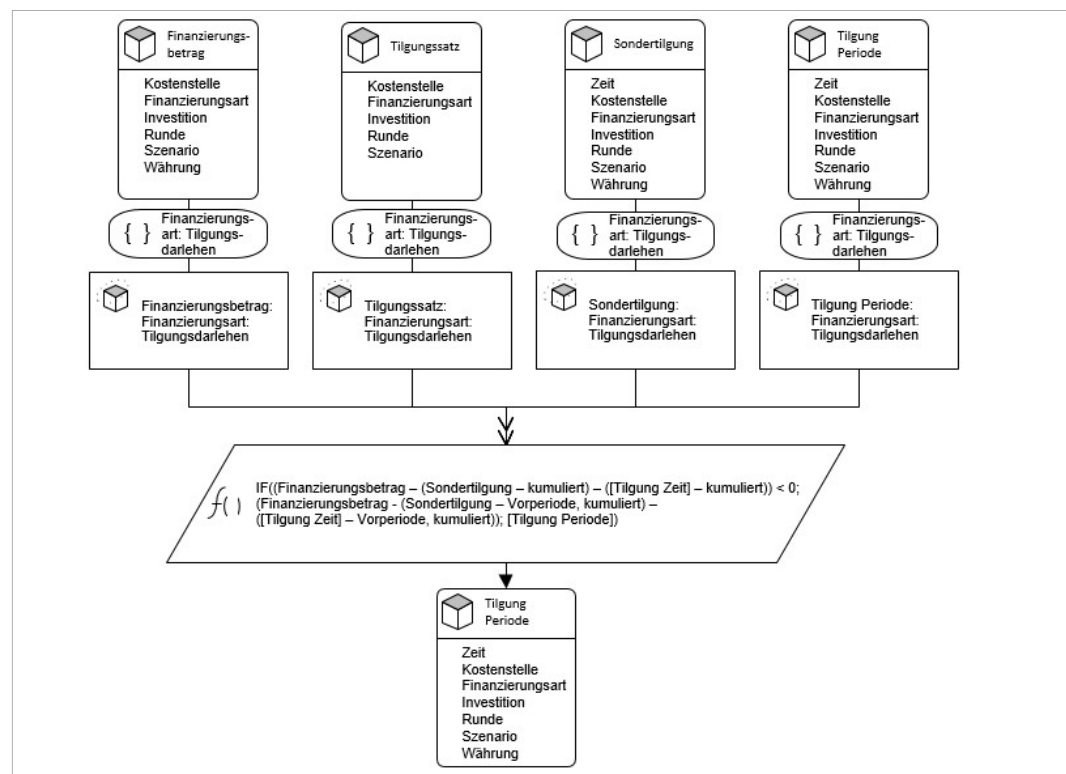 Finanzierungs-
betrag
Kostenstelle
Finanzierungsart
Investition
Runde
Szenario
Währung
Tilgungssatz
Kostenstelle
Finanzierungsart
Investition
Runde
Szenario
Sondertilgung
Zeit
Kostenstelle
Finanzierungsart
Investition
Runde
Szenario
Währung
Tilgung
Periode
Zeit
Kostenstelle
Finanzierungsart
Investition
Runde
Szenario
Währung
{ } Finanzierungs-
art: Tilgungs-
darlehen
{ } Finanzierungs-
art: Tilgungs-
darlehen
{ } Finanzierungs-
art: Tilgungs-
darlehen
{ } Finanzierungs-
art: Tilgungs-
darlehen
Finanzierungsbetrag:
Finanzierungsart:
Tilgungsdarlehen
Tilgungssatz:
Finanzierungsart:
Tilgungsdarlehen
Sondertilgung:
Finanzierungsart:
Tilgungsdarlehen
Tilgung Periode:
Finanzierungsart:
Tilgungsdarlehen
f()
IF((Finanzierungsbetrag – (Sondertilgung – kumuliert) – ([Tilgung Zeit] – kumuliert)) < 0;
(Finanzierungsbetrag - (Sondertilgung – Vorperiode, kumuliert) –
([Tilgung Zeit] – Vorperiode, kumuliert)); [Tilgung Periode])
Tilgung
Periode
Zeit
Kostenstelle
Finanzierungsart
Investition
Runde
Szenario
Währung